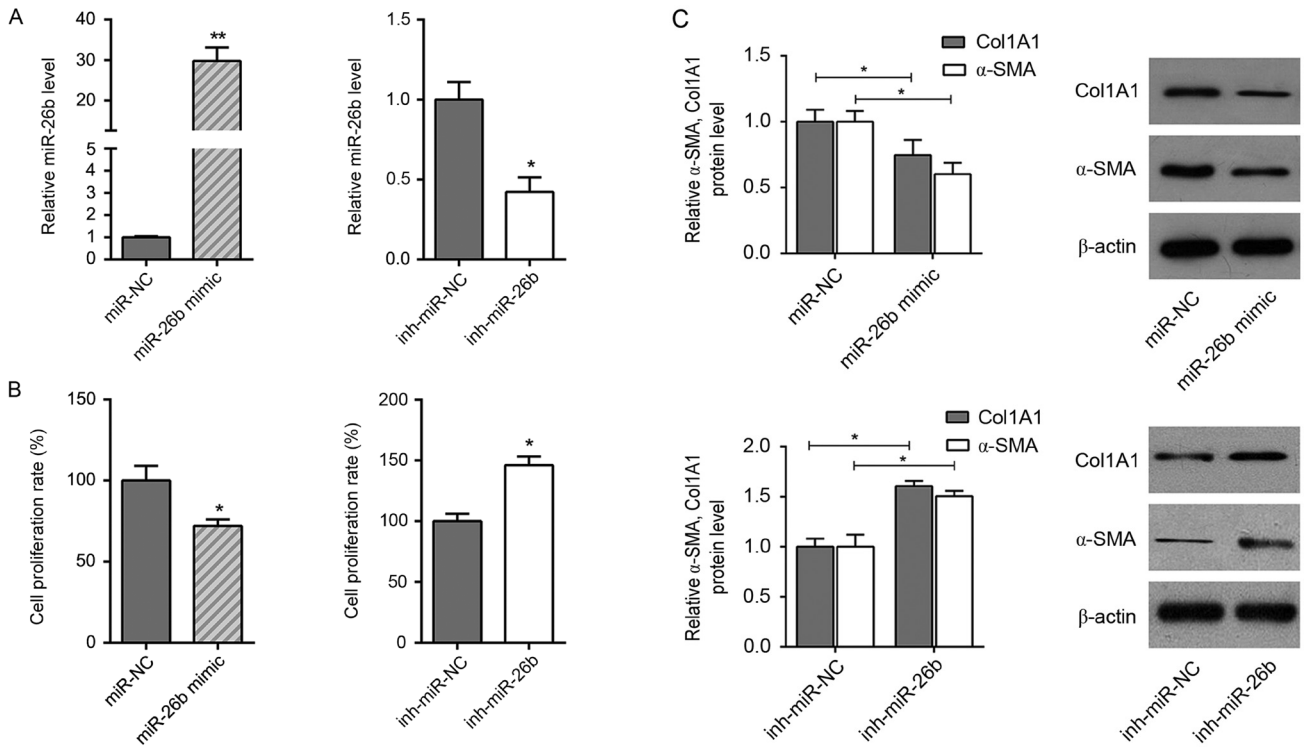 A
Relative miR-26b level
40
30
20
5
4
3
2
1
0
**
miR-NC
miR-26b mimic
Relative miR-26b level
1.5
1.0
0.5
0.0
*
inh-miR-NC
inh-miR-26b
B
Cell proliferation rate (%)
150
100
50
0
*
miR-NC
miR-26b mimic
Cell proliferation rate (%)
200
150
100
50
0
*
inh-miR-NC
inh-miR-26b
C
Relative α-SMA, Col1A1
protein level
1.5
1.0
0.5
0.0
Col1A1
α-SMA
*
*
miR-NC
miR-26b mimic
Col1A1
α-SMA
β-actin
miR-NC
miR-26b mimic
Relative α-SMA, Col1A1
protein level
2.0
1.5
1.0
0.5
0.0
Col1A1
α-SMA
*
*
inh-miR-NC
inh-miR-26b
Col1A1
α-SMA
β-actin
inh-miR-NC
inh-miR-26b